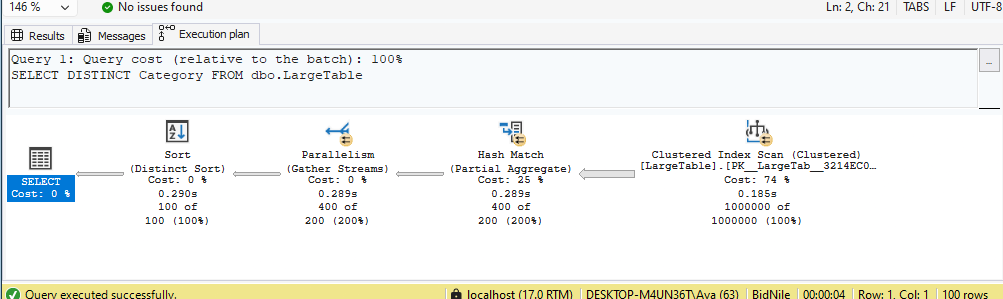 146 %
No issues found
Ln: 2, Ch: 21
TABS
LF
UTF-8
Results
Messages
Execution plan
Query 1: Query cost (relative to the batch): 100%
SELECT DISTINCT Category FROM dbo.LargeTable
...
SELECT
Cost: 0 %
Sort
(Distinct Sort)
Cost: 0 %
0.290s
100 of
100 (100%)
Parallelism
(Gather Streams)
Cost: 0 %
0.289s
400 of
200 (200%)
Hash Match
(Partial Aggregate)
Cost: 25 %
0.289s
400 of
200 (200%)
Clustered Index Scan (Clustered)
[LargeTable].[PK__LargeTab__3214EC0…
Cost: 74 %
0.185s
1000000 of
1000000 (100%)
Query executed successfully.
localhost (17.0 RTM)
DESKTOP-M4UN36T\Aya (63)
BidNile
00:00:04
Row: 1, Col: 1
100 rows